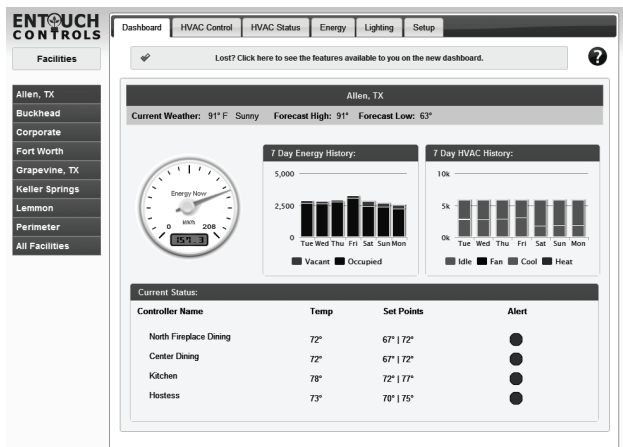 ENTOUCH
CONTROLS
Dashboard HVAC Control HVAC Status Energy Lighting Setup
Facilities
Lost? Click here to see the features available to you on the new dashboard.
?
Allen, TX
Buckhead
Corporate
Fort Worth
Grapevine, TX
Keller Springs
Lemmon
Perimeter
All Facilities
Allen, TX
Current Weather: 91° F Sunny Forecast High: 91° Forecast Low: 63°
Energy Now
kWh
0 208
157.3
7 Day Energy History:
5,000
2,500
0
Tue Wed Thu Fri Sat Sun Mon
Vacant Occupied
7 Day HVAC History:
10k
5k
0k
Tue Wed Thu Fri Sat Sun Mon
Idle Fan Cool Heat
Current Status:
Controller Name Temp Set Points Alert
North Fireplace Dining 72° 67° | 72°
Center Dining 72° 67° | 72°
Kitchen 78° 72° | 77°
Hostess 73° 70° | 75°